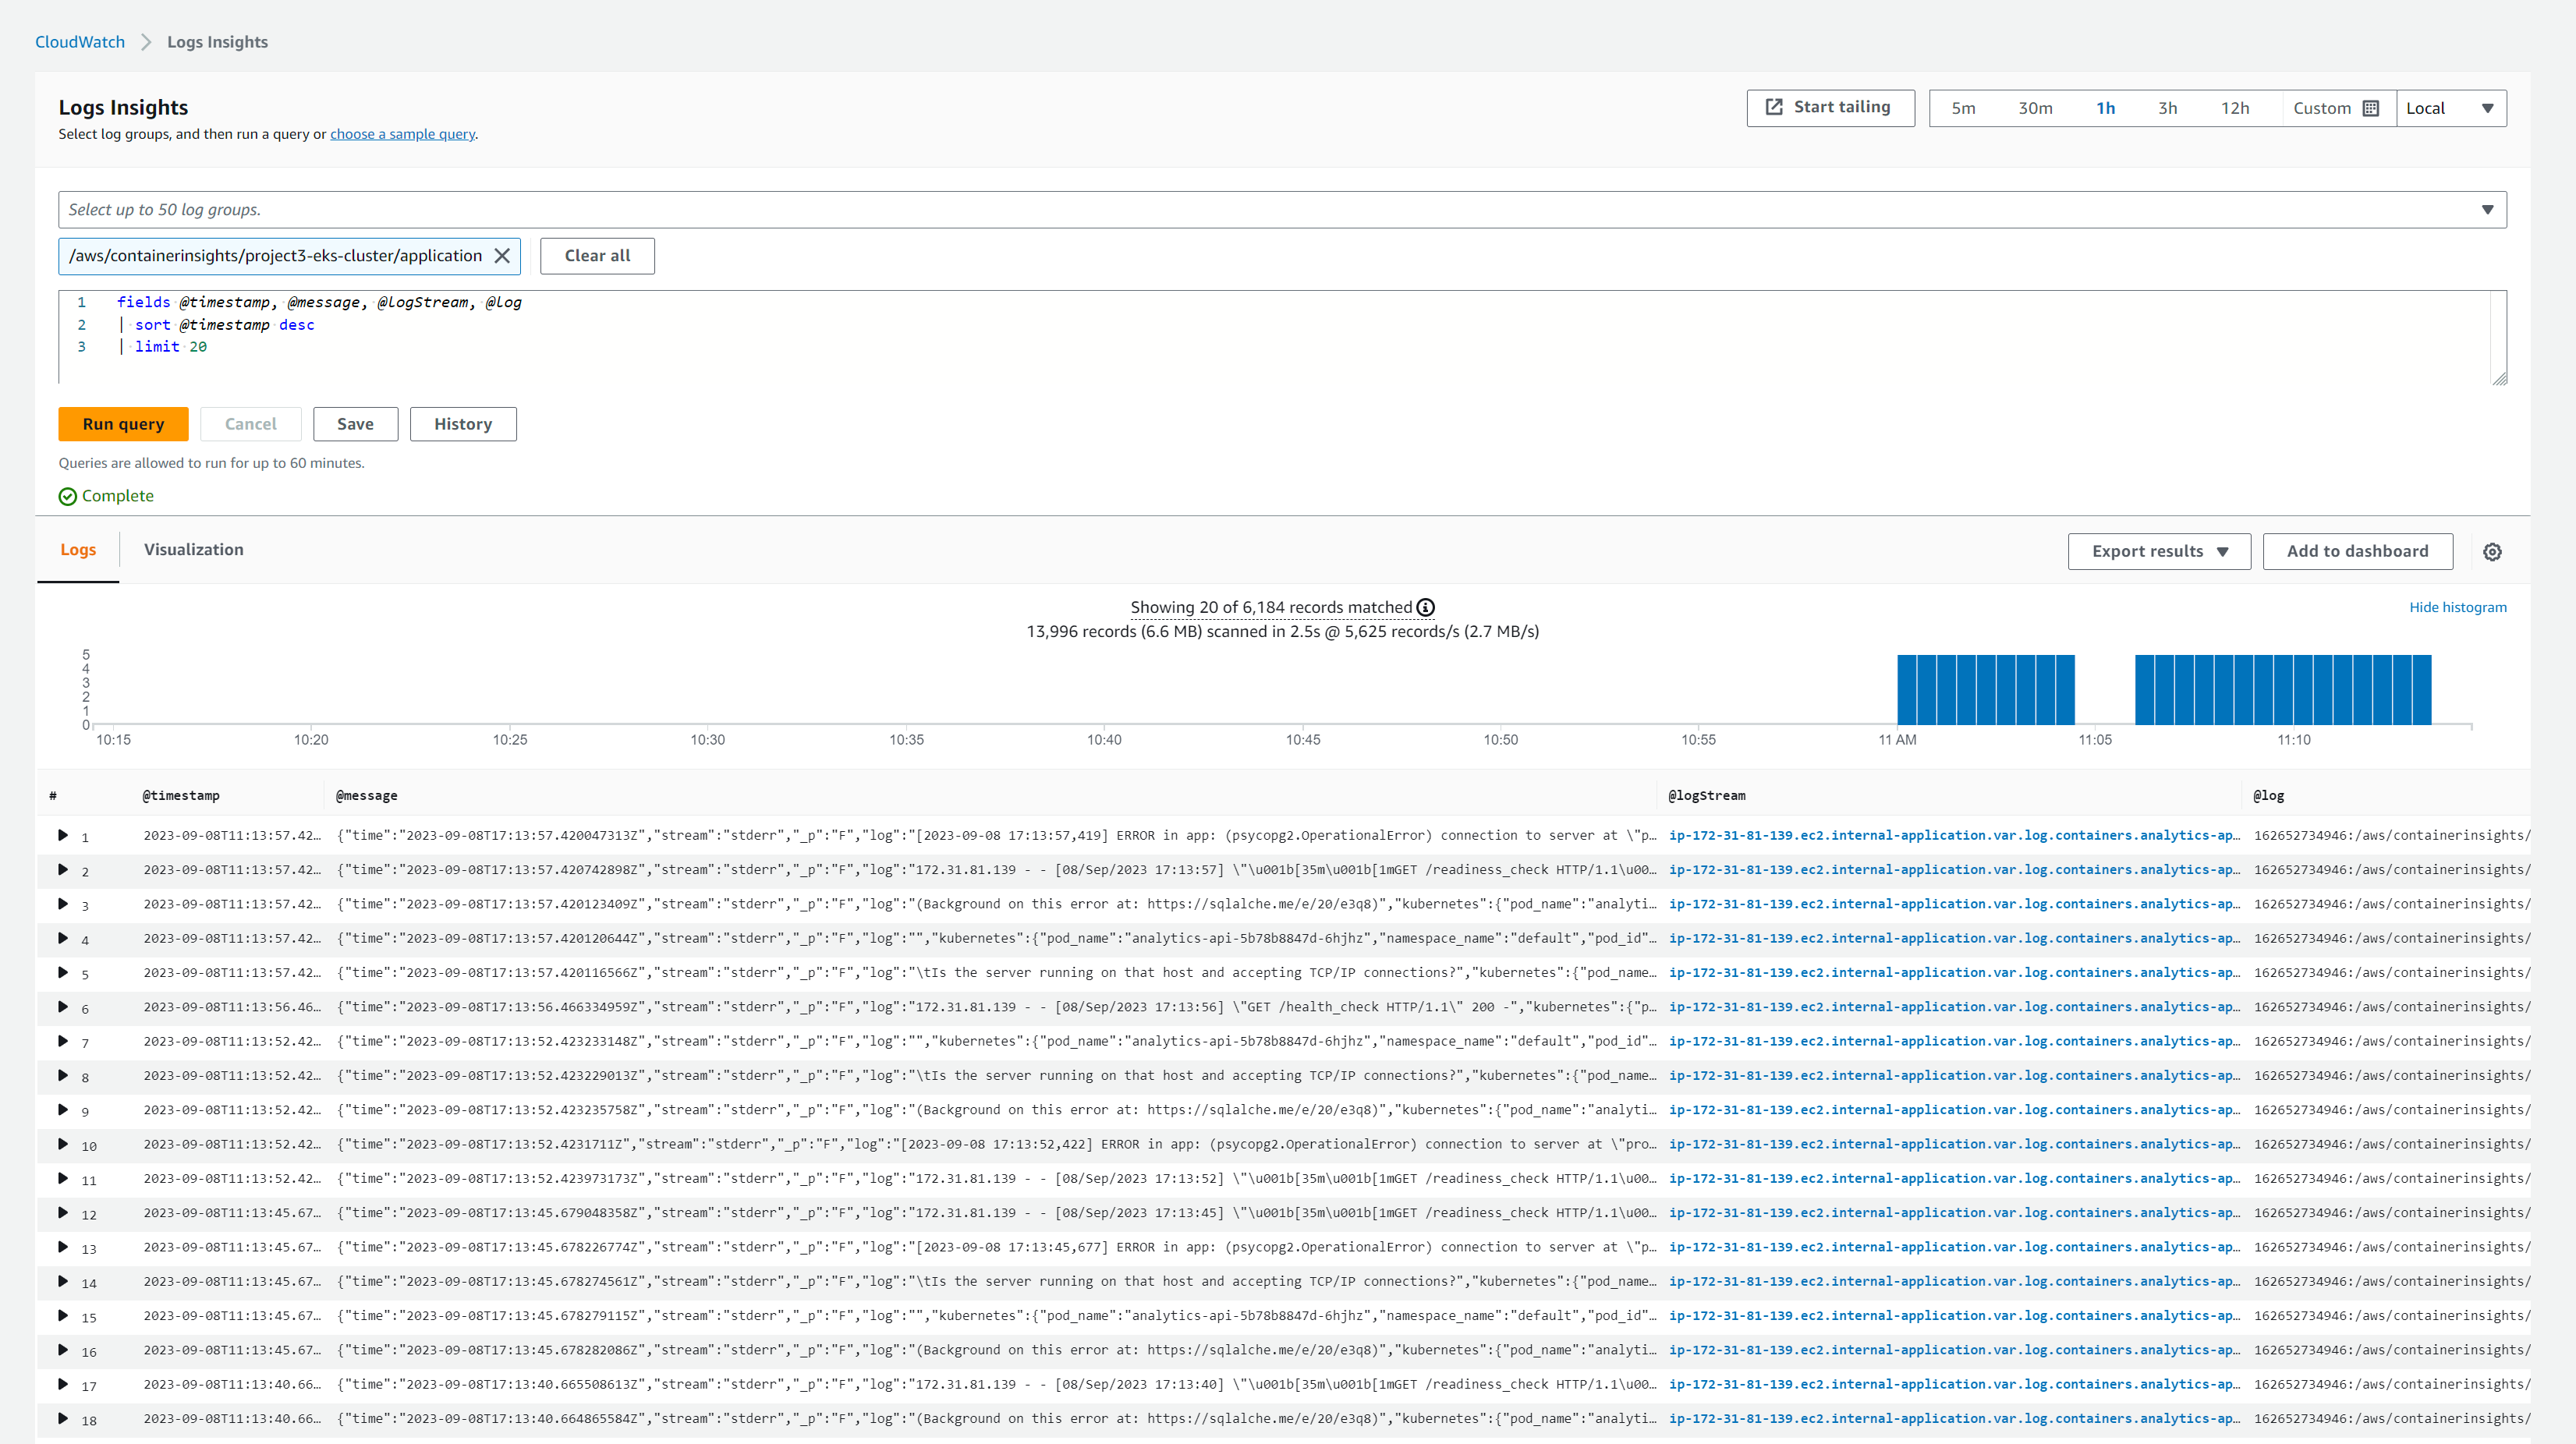 CloudWatch > Logs Insights
Logs Insights
Select log groups, and then run a query or choose a sample query.
Start tailing
5m 30m 1h 3h 12h Custom Local
Select up to 50 log groups.
/aws/containerinsights/project3-eks-cluster/application Clear all
1 fields @timestamp, @message, @logStream, @log
2 | sort @timestamp desc
3 | limit 20
Run query Cancel Save History
Queries are allowed to run for up to 60 minutes.
Complete
Logs Visualization Export results Add to dashboard
Showing 20 of 6,184 records matched
Hide histogram
13,996 records (6.6 MB) scanned in 2.5s @ 5,625 records/s (2.7 MB/s)
5
4
3
2
1
0
10:15 10:20 10:25 10:30 10:35 10:40 10:45 10:50 10:55 11 AM 11:05 11:10
# @timestamp @message @logStream @log
1 2023-09-08T11:13:57.42… {"time":"2023-09-08T17:13:57.420047313Z","stream":"stderr","_p":"F","log":"[2023-09-08 17:13:57,419] ERROR in app: (psycopg2.OperationalError) connection to server at \"p… ip-172-31-81-139.ec2.internal-application.var.log.containers.analytics-ap… 162652734946:/aws/containerinsights/
2 2023-09-08T11:13:57.42… {"time":"2023-09-08T17:13:57.420742898Z","stream":"stderr","_p":"F","log":"172.31.81.139 - - [08/Sep/2023 17:13:57] \"\u001b[35m\u001b[1mGET /readiness_check HTTP/1.1\u00… ip-172-31-81-139.ec2.internal-application.var.log.containers.analytics-ap… 162652734946:/aws/containerinsights/
3 2023-09-08T11:13:57.42… {"time":"2023-09-08T17:13:57.420123409Z","stream":"stderr","_p":"F","log":"(Background on this error at: https://sqlalche.me/e/20/e3q8)","kubernetes":{"pod_name":"analyti… ip-172-31-81-139.ec2.internal-application.var.log.containers.analytics-ap… 162652734946:/aws/containerinsights/
4 2023-09-08T11:13:57.42… {"time":"2023-09-08T17:13:57.420120644Z","stream":"stderr","_p":"F","log":"","kubernetes":{"pod_name":"analytics-api-5b78b8847d-6hjhz","namespace_name":"default","pod_id"… ip-172-31-81-139.ec2.internal-application.var.log.containers.analytics-ap… 162652734946:/aws/containerinsights/
5 2023-09-08T11:13:57.42… {"time":"2023-09-08T17:13:57.420116566Z","stream":"stderr","_p":"F","log":"\tIs the server running on that host and accepting TCP/IP connections?","kubernetes":{"pod_name… ip-172-31-81-139.ec2.internal-application.var.log.containers.analytics-ap… 162652734946:/aws/containerinsights/
6 2023-09-08T11:13:56.46… {"time":"2023-09-08T17:13:56.466334959Z","stream":"stderr","_p":"F","log":"172.31.81.139 - - [08/Sep/2023 17:13:56] \"GET /health_check HTTP/1.1\" 200 -","kubernetes":{"p… ip-172-31-81-139.ec2.internal-application.var.log.containers.analytics-ap… 162652734946:/aws/containerinsights/
7 2023-09-08T11:13:52.42… {"time":"2023-09-08T17:13:52.423233148Z","stream":"stderr","_p":"F","log":"","kubernetes":{"pod_name":"analytics-api-5b78b8847d-6hjhz","namespace_name":"default","pod_id"… ip-172-31-81-139.ec2.internal-application.var.log.containers.analytics-ap… 162652734946:/aws/containerinsights/
8 2023-09-08T11:13:52.42… {"time":"2023-09-08T17:13:52.423229013Z","stream":"stderr","_p":"F","log":"\tIs the server running on that host and accepting TCP/IP connections?","kubernetes":{"pod_name… ip-172-31-81-139.ec2.internal-application.var.log.containers.analytics-ap… 162652734946:/aws/containerinsights/
9 2023-09-08T11:13:52.42… {"time":"2023-09-08T17:13:52.423235758Z","stream":"stderr","_p":"F","log":"(Background on this error at: https://sqlalche.me/e/20/e3q8)","kubernetes":{"pod_name":"analyti… ip-172-31-81-139.ec2.internal-application.var.log.containers.analytics-ap… 162652734946:/aws/containerinsights/
10 2023-09-08T11:13:52.42… {"time":"2023-09-08T17:13:52.4231711Z","stream":"stderr","_p":"F","log":"[2023-09-08 17:13:52,422] ERROR in app: (psycopg2.OperationalError) connection to server at \"pro… ip-172-31-81-139.ec2.internal-application.var.log.containers.analytics-ap… 162652734946:/aws/containerinsights/
11 2023-09-08T11:13:52.42… {"time":"2023-09-08T17:13:52.423973173Z","stream":"stderr","_p":"F","log":"172.31.81.139 - - [08/Sep/2023 17:13:52] \"\u001b[35m\u001b[1mGET /readiness_check HTTP/1.1\u00… ip-172-31-81-139.ec2.internal-application.var.log.containers.analytics-ap… 162652734946:/aws/containerinsights/
12 2023-09-08T11:13:45.67… {"time":"2023-09-08T17:13:45.679048358Z","stream":"stderr","_p":"F","log":"172.31.81.139 - - [08/Sep/2023 17:13:45] \"\u001b[35m\u001b[1mGET /readiness_check HTTP/1.1\u00… ip-172-31-81-139.ec2.internal-application.var.log.containers.analytics-ap… 162652734946:/aws/containerinsights/
13 2023-09-08T11:13:45.67… {"time":"2023-09-08T17:13:45.678226774Z","stream":"stderr","_p":"F","log":"[2023-09-08 17:13:45,677] ERROR in app: (psycopg2.OperationalError) connection to server at \"p… ip-172-31-81-139.ec2.internal-application.var.log.containers.analytics-ap… 162652734946:/aws/containerinsights/
14 2023-09-08T11:13:45.67… {"time":"2023-09-08T17:13:45.678274561Z","stream":"stderr","_p":"F","log":"\tIs the server running on that host and accepting TCP/IP connections?","kubernetes":{"pod_name… ip-172-31-81-139.ec2.internal-application.var.log.containers.analytics-ap… 162652734946:/aws/containerinsights/
15 2023-09-08T11:13:45.67… {"time":"2023-09-08T17:13:45.678279115Z","stream":"stderr","_p":"F","log":"","kubernetes":{"pod_name":"analytics-api-5b78b8847d-6hjhz","namespace_name":"default","pod_id"… ip-172-31-81-139.ec2.internal-application.var.log.containers.analytics-ap… 162652734946:/aws/containerinsights/
16 2023-09-08T11:13:45.67… {"time":"2023-09-08T17:13:45.678282086Z","stream":"stderr","_p":"F","log":"(Background on this error at: https://sqlalche.me/e/20/e3q8)","kubernetes":{"pod_name":"analyti… ip-172-31-81-139.ec2.internal-application.var.log.containers.analytics-ap… 162652734946:/aws/containerinsights/
17 2023-09-08T11:13:40.66… {"time":"2023-09-08T17:13:40.665508613Z","stream":"stderr","_p":"F","log":"172.31.81.139 - - [08/Sep/2023 17:13:40] \"\u001b[35m\u001b[1mGET /readiness_check HTTP/1.1\u00… ip-172-31-81-139.ec2.internal-application.var.log.containers.analytics-ap… 162652734946:/aws/containerinsights/
18 2023-09-08T11:13:40.66… {"time":"2023-09-08T17:13:40.664865584Z","stream":"stderr","_p":"F","log":"(Background on this error at: https://sqlalche.me/e/20/e3q8)","kubernetes":{"pod_name":"analyti… ip-172-31-81-139.ec2.internal-application.var.log.containers.analytics-ap… 162652734946:/aws/containerinsights/